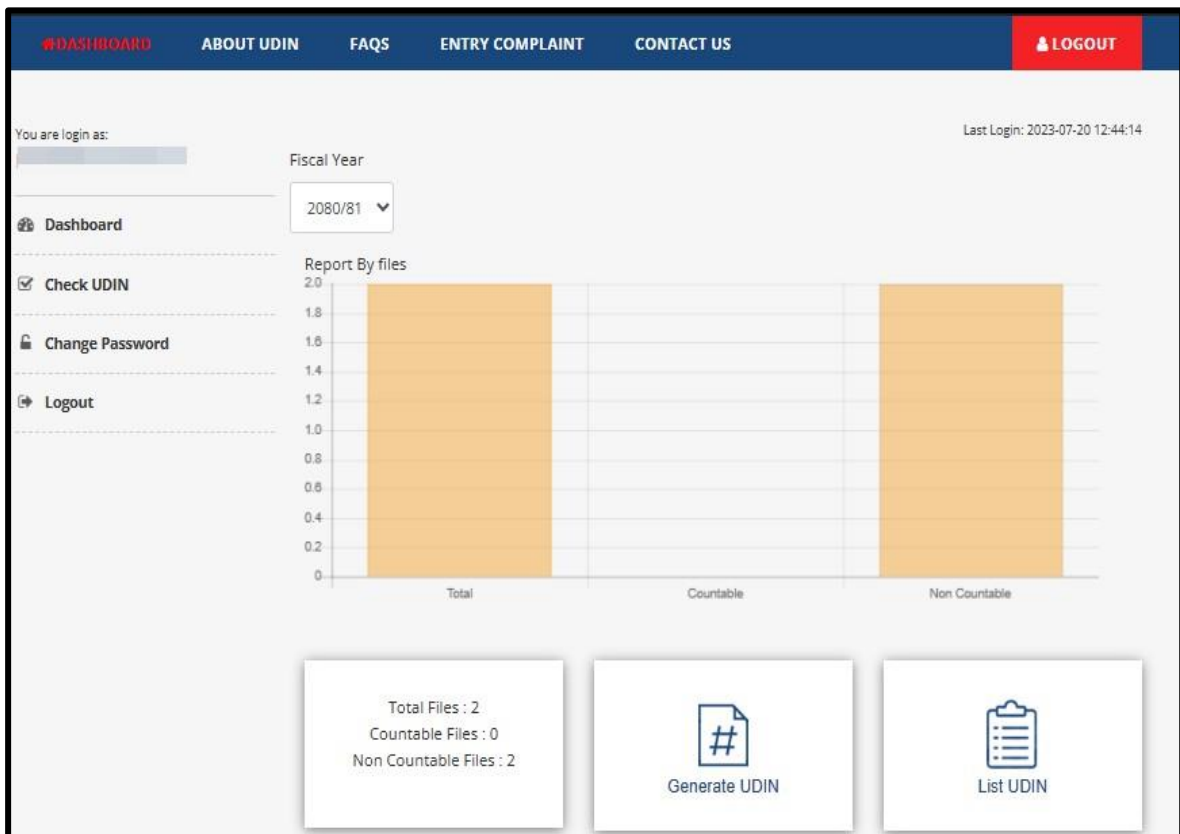 DASHBOARD ABOUT UDIN FAQS ENTRY COMPLAINT CONTACT US LOGOUT
You are login as:
Last Login: 2023-07-20 12:44:14
Fiscal Year
2080/81
Dashboard
Check UDIN
Change Password
Logout
Report By files
2.0
1.8
1.6
1.4
1.2
1.0
0.8
0.6
0.4
0.2
0
Total Countable Non Countable
Total Files : 2
Countable Files : 0
Non Countable Files : 2
#
Generate UDIN
List UDIN